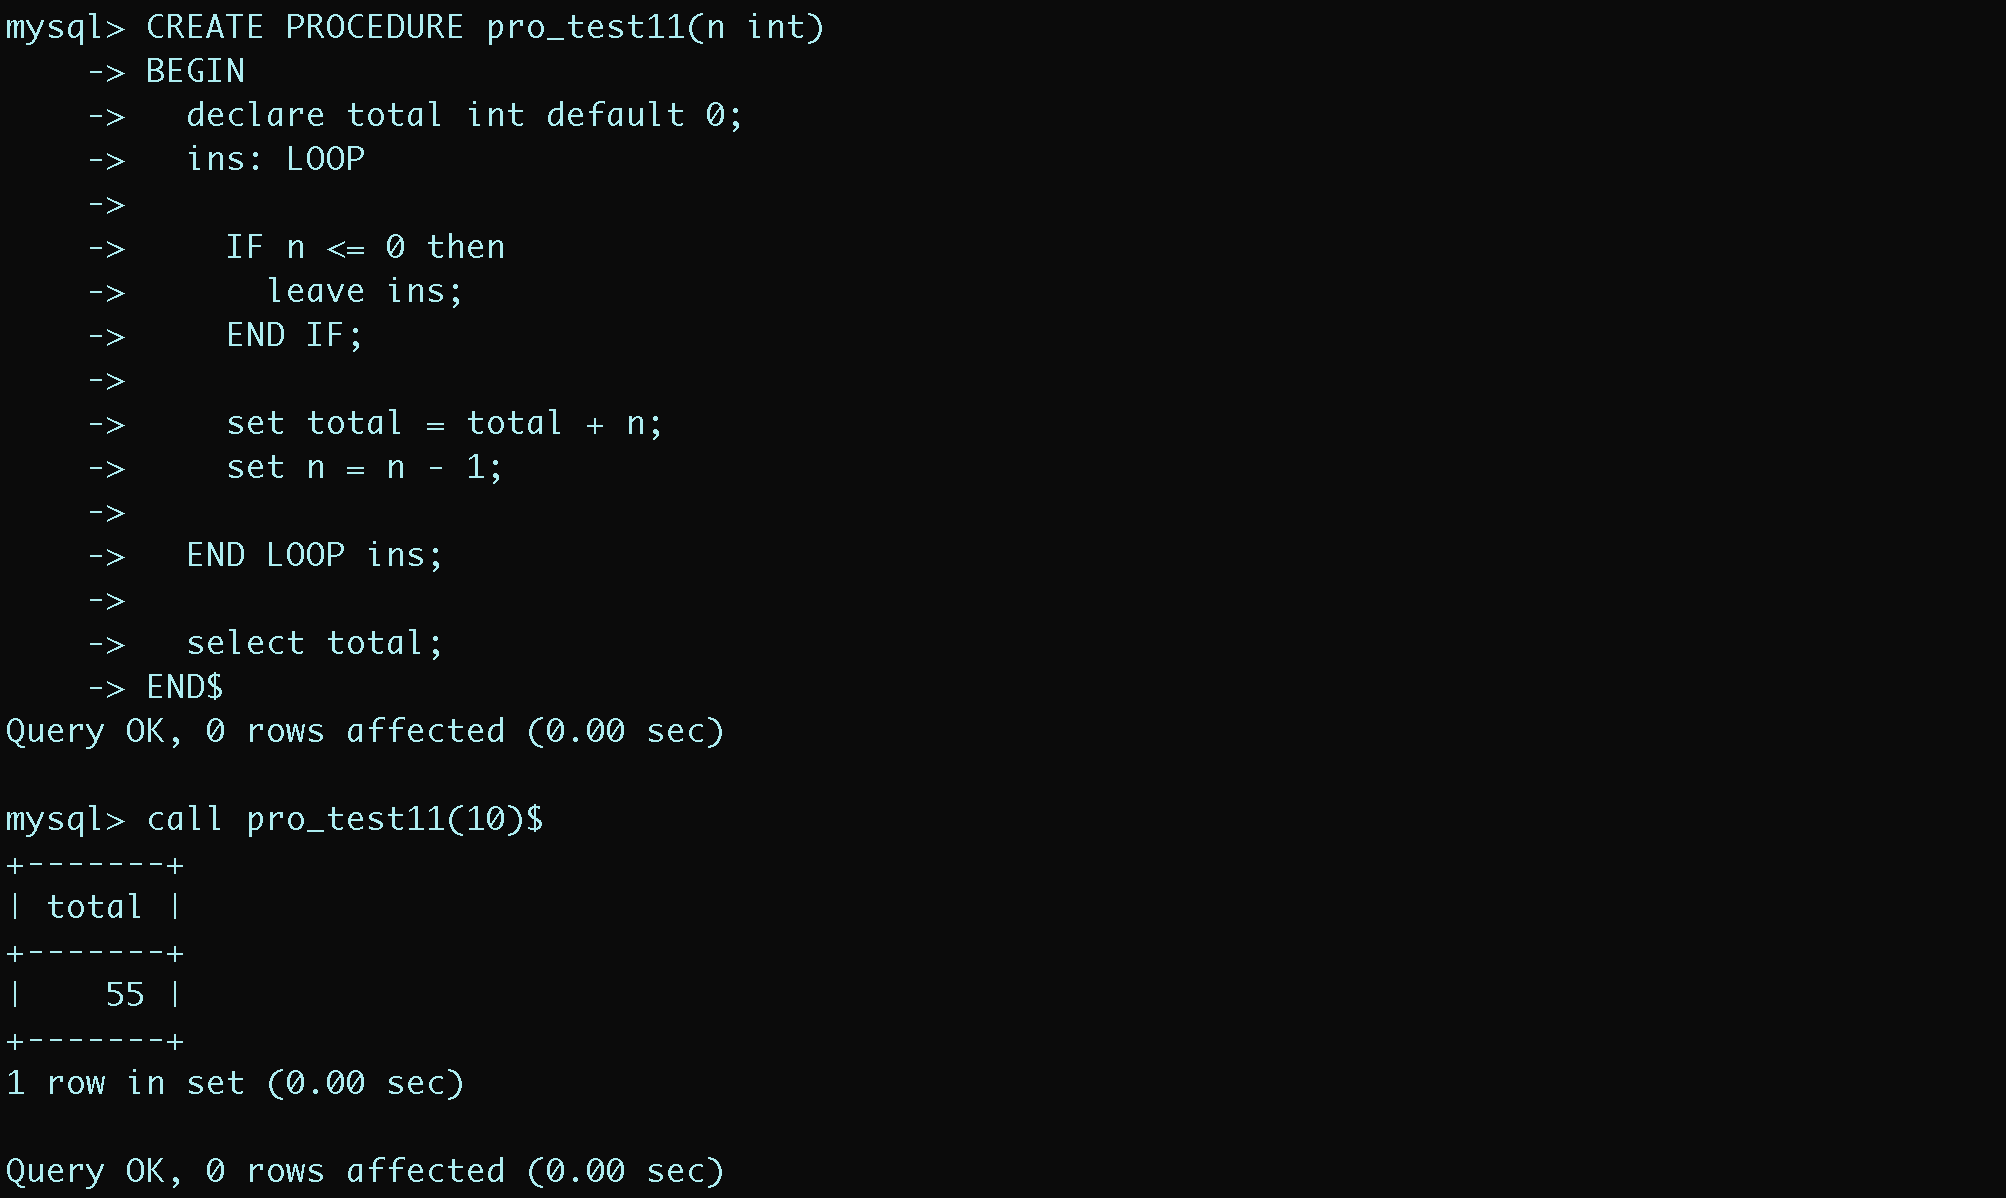 mysql> CREATE PROCEDURE pro_test11(n int)
    -> BEGIN
    ->   declare total int default 0;
    ->   ins: LOOP
    ->
    ->     IF n <= 0 then
    ->       leave ins;
    ->     END IF;
    ->
    ->     set total = total + n;
    ->     set n = n - 1;
    ->
    ->   END LOOP ins;
    ->
    ->   select total;
    -> END$
Query OK, 0 rows affected (0.00 sec)

mysql> call pro_test11(10)$
+-------+
| total |
+-------+
|    55 |
+-------+
1 row in set (0.00 sec)

Query OK, 0 rows affected (0.00 sec)